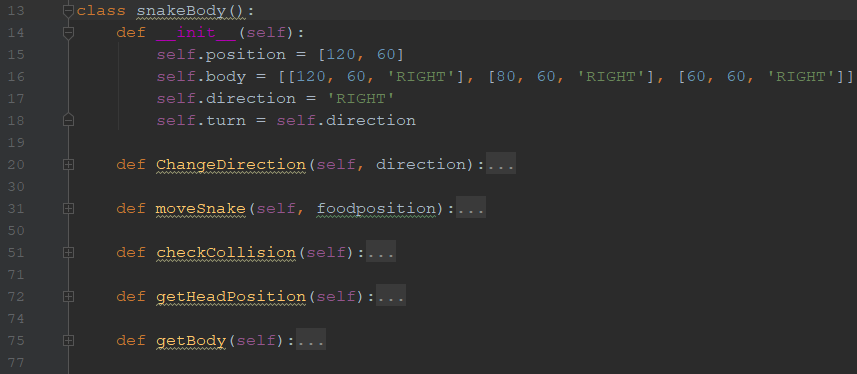 13 class snakeBody():
14     def __init__(self):
15         self.position = [120, 60]
16         self.body = [[120, 60, 'RIGHT'], [80, 60, 'RIGHT'], [60, 60, 'RIGHT']]
17         self.direction = 'RIGHT'
18         self.turn = self.direction
19
20     def ChangeDirection(self, direction):...
30
31     def moveSnake(self, foodposition):...
50
51     def checkCollision(self):...
71
72     def getHeadPosition(self):...
74
75     def getBody(self):...
77